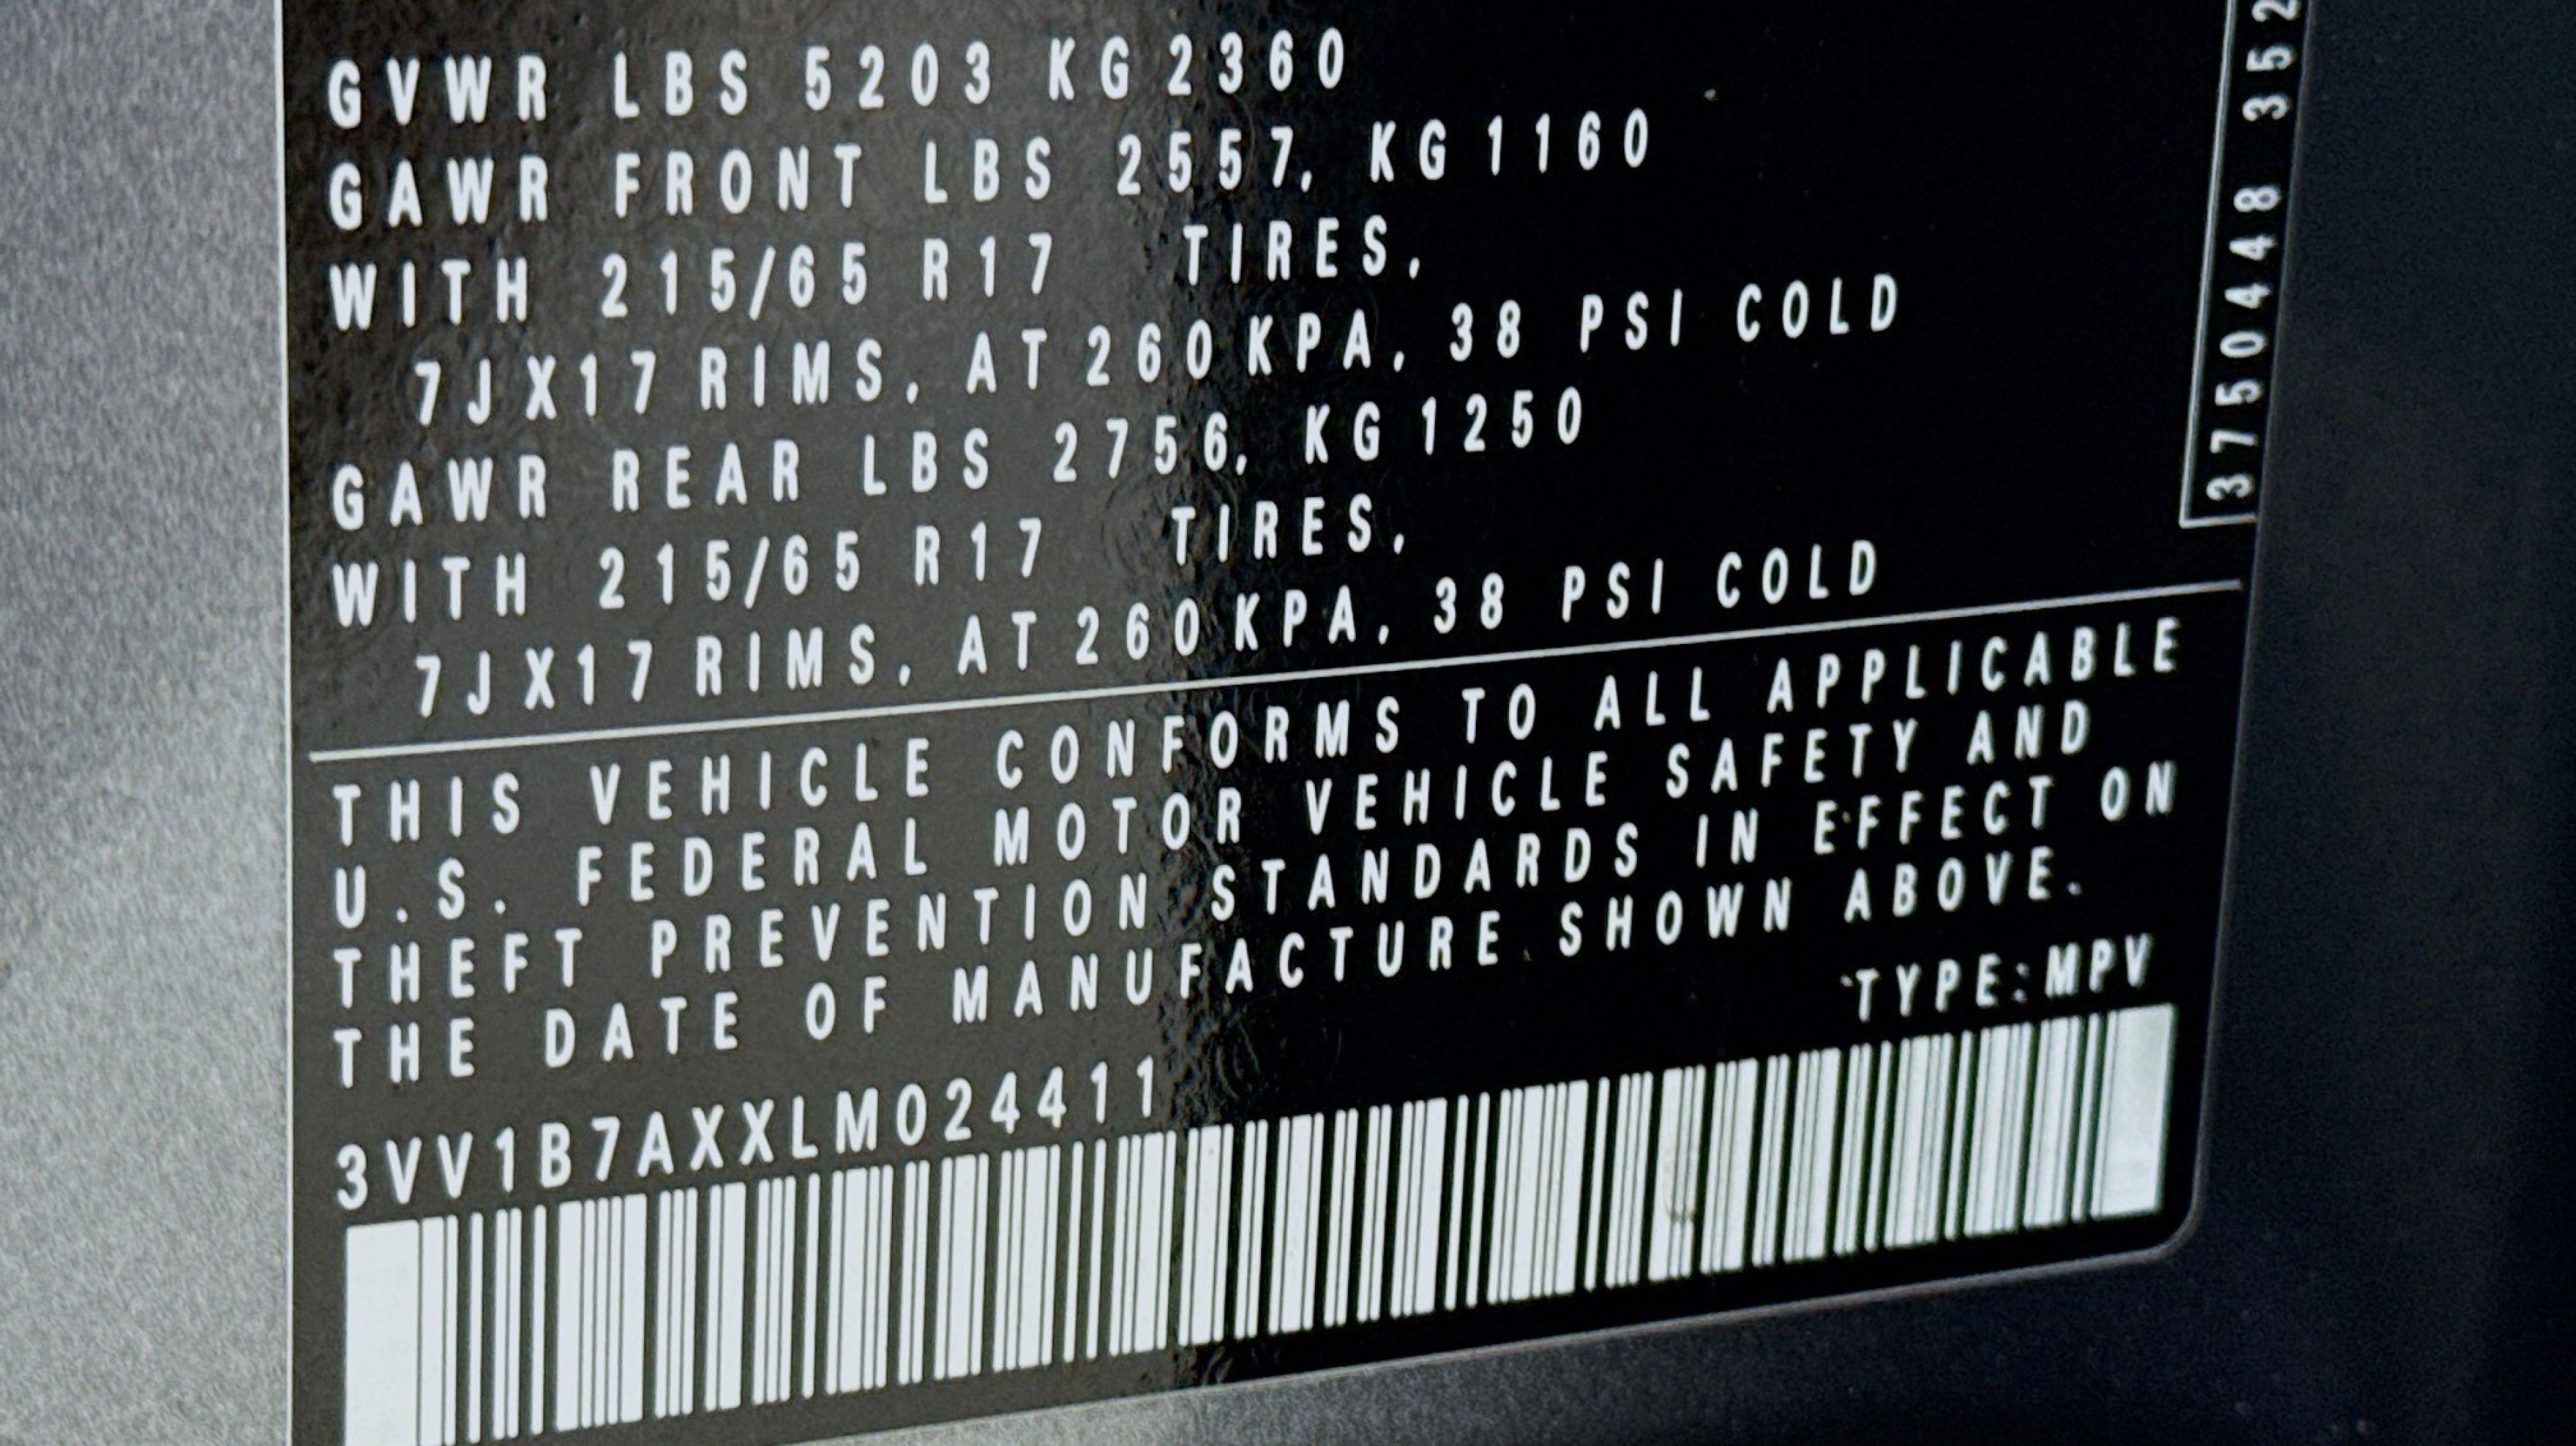 GVWR LBS 5203 KG 2360
GAWR FRONT LBS 2557, KG 1160
WITH 215/65 R17 TIRES,
7JX17 RIMS, AT 260 KPA, 38 PSI COLD
GAWR REAR LBS 2756, KG 1250
WITH 215/65 R17 TIRES,
7JX17 RIMS, AT 260 KPA, 38 PSI COLD
THIS VEHICLE CONFORMS TO ALL APPLICABLE
U.S. FEDERAL MOTOR VEHICLE SAFETY AND
THEFT PREVENTION STANDARDS IN EFFECT ON
THE DATE OF MANUFACTURE SHOWN ABOVE.
TYPE:MPV
3VV1B7AXXLM024411
3750448 352